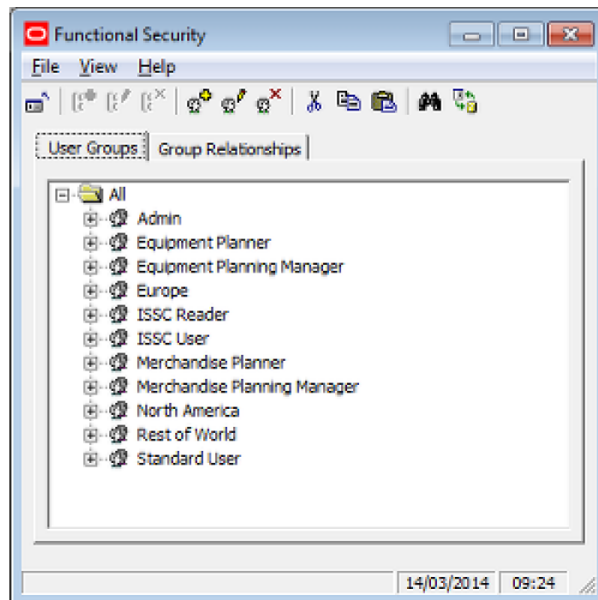 Functional Security
File View Help
User Groups Group Relationships
All
Admin
Equipment Planner
Equipment Planning Manager
Europe
ISSC Reader
ISSC User
Merchandise Planner
Merchandise Planning Manager
North America
Rest of World
Standard User
14/03/2014 09:24